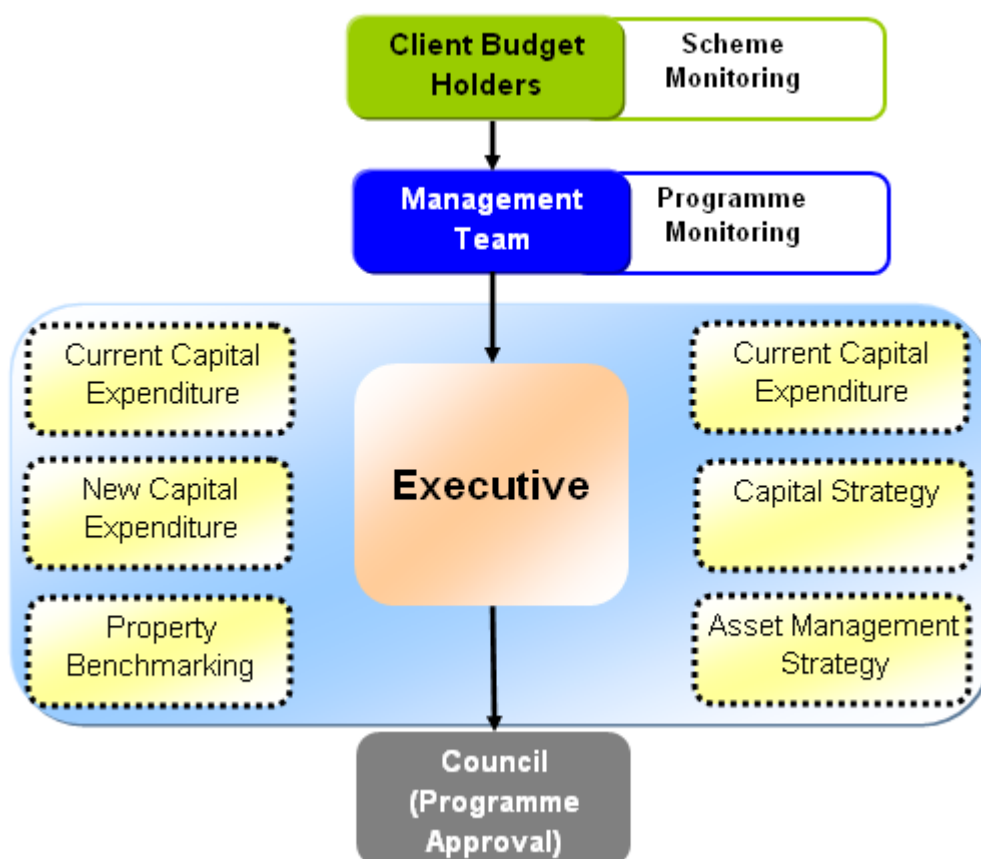 Client Budget
Holders
Scheme
Monitoring
Management
Team
Programme
Monitoring
Current Capital
Expenditure
New Capital
Expenditure
Property
Benchmarking
Executive
Current Capital
Expenditure
Capital Strategy
Asset Management
Strategy
Council
(Programme
Approval)